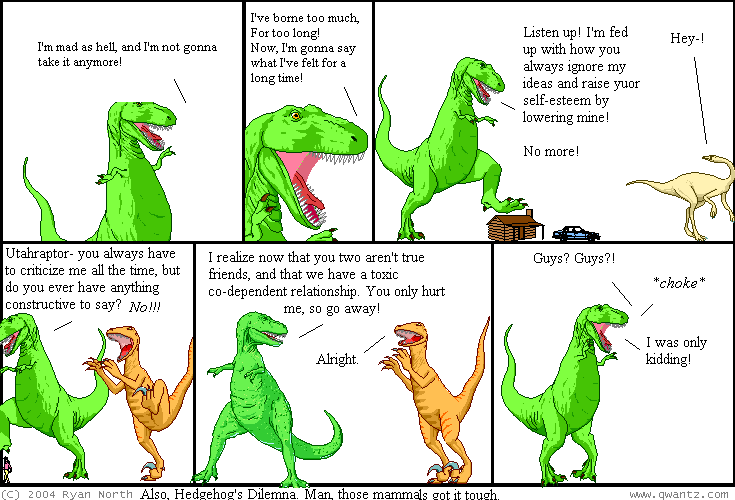 I'm mad as hell, and I'm not gonna
take it anymore!
I've borne too much,
For too long!
Now, I'm gonna say
what I've felt for a
long time!
Listen up! I'm fed
up with how you
always ignore my
ideas and raise yuor
self-esteem by
lowering mine!
No more!
Hey-!
Utahraptor- you always have
to criticize me all the time, but
do you ever have anything
constructive to say?
No!!!
I realize now that you two aren't true
friends, and that we have a toxic
co-dependent relationship. You only hurt
me, so go away!
Alright.
Guys? Guys?!
*choke*
I was only
kidding!
(C) 2004 Ryan North
Also, Hedgehog's Dilemna. Man, those mammals got it tough.
www.qwantz.com